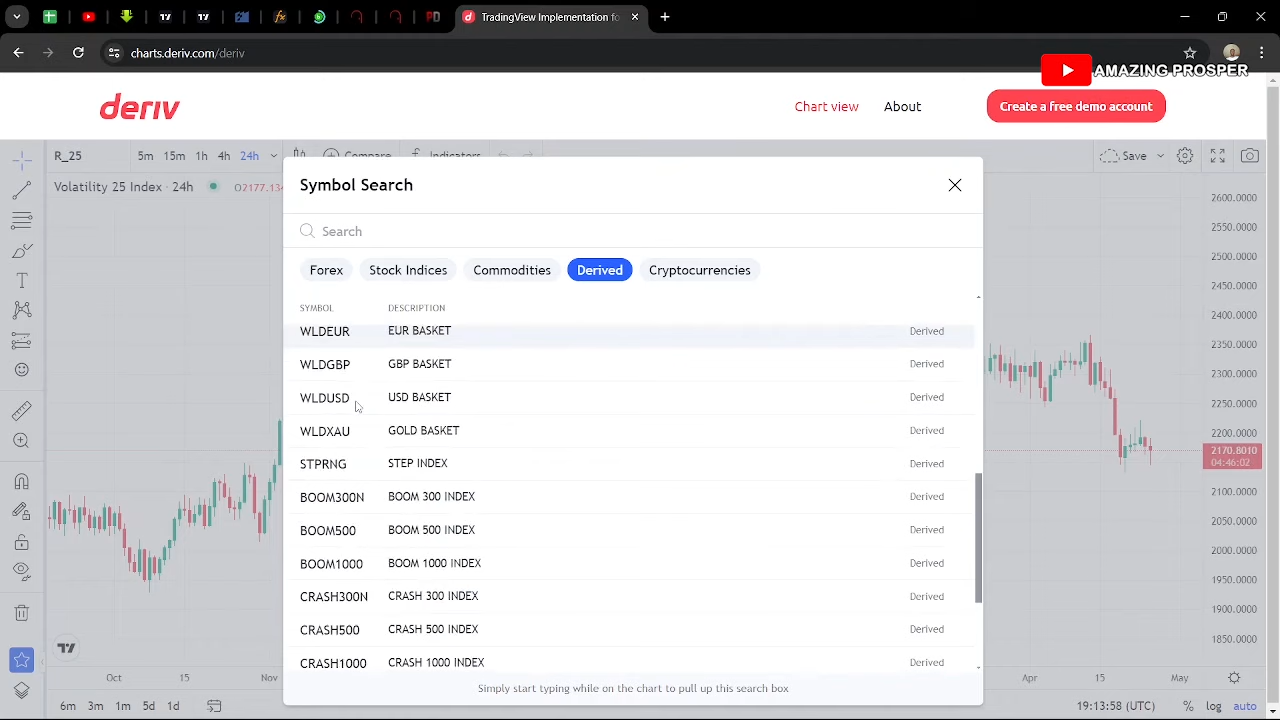 TradingView Implementation fo
charts.deriv.com/deriv
AMAZING PROSPER
deriv
Chart view
About
Create a free demo account
R_25
5m 15m 1h 4h 24h
Compare
Indicators
Save
Volatility 25 Index · 24h
O2177.134
Symbol Search
Search
Forex
Stock Indices
Commodities
Derived
Cryptocurrencies
SYMBOL DESCRIPTION
WLDEUR EUR BASKET Derived
WLDGBP GBP BASKET Derived
WLDUSD USD BASKET Derived
WLDXAU GOLD BASKET Derived
STPRNG STEP INDEX Derived
BOOM300N BOOM 300 INDEX Derived
BOOM500 BOOM 500 INDEX Derived
BOOM1000 BOOM 1000 INDEX Derived
CRASH300N CRASH 300 INDEX Derived
CRASH500 CRASH 500 INDEX Derived
CRASH1000 CRASH 1000 INDEX Derived
Simply start typing while on the chart to pull up this search box
2600.0000
2550.0000
2500.0000
2450.0000
2400.0000
2350.0000
2300.0000
2250.0000
2200.0000
2170.8010
04:46:02
2100.0000
2050.0000
2000.0000
1950.0000
1900.0000
1850.0000
Oct 15 Nov Apr 15 May
6m 3m 1m 5d 1d
19:13:58 (UTC) % log auto